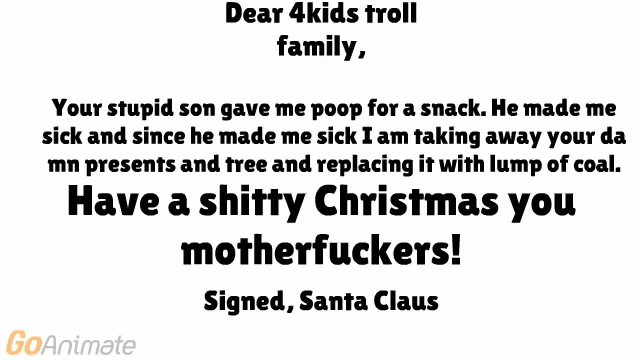 Dear 4kids troll
family,
Your stupid son gave me poop for a snack. He made me
sick and since he made me sick I am taking away your da
mn presents and tree and replacing it with lump of coal.
Have a shitty Christmas you
motherfuckers!
Signed, Santa Claus
GoAnimate